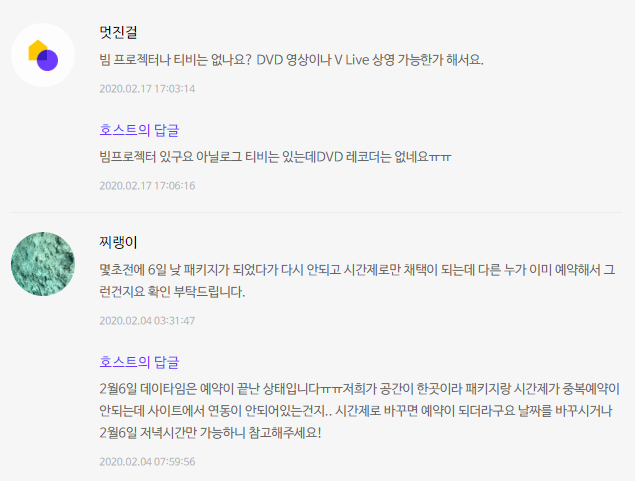 멋진걸
빔 프로젝터나 티비는 없나요? DVD 영상이나 V Live 상영 가능한가 해서요.
2020.02.17 17:03:14
호스트의 답글
빔프로젝터 있구요 아닐로그 티비는 있는데DVD 레코더는 없네요ㅠㅠ
2020.02.17 17:06:16
찌랭이
몇초전에 6일 낮 패키지가 되었다가 다시 안되고 시간제로만 채택이 되는데 다른 누가 이미 예약해서 그
런건지요 확인 부탁드립니다.
2020.02.04 03:31:47
호스트의 답글
2월6일 데이타임은 예약이 끝난 상태입니다ㅠㅠ저희가 공간이 한곳이라 패키지랑 시간제가 중복예약이
안되는데 사이트에서 연동이 안되어있는건지.. 시간제로 바꾸면 예약이 되더라구요 날짜를 바꾸시거나
2월6일 저녁시간만 가능하니 참고해주세요!
2020.02.04 07:59:56